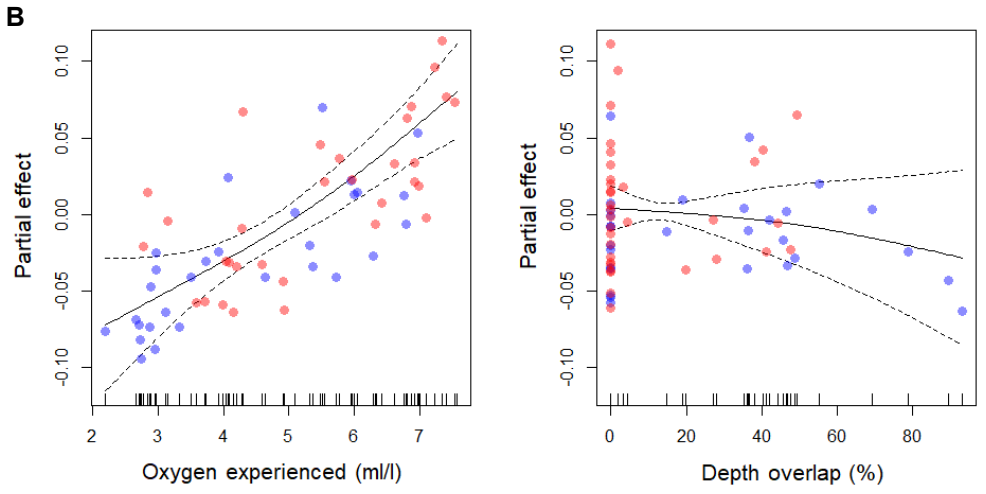 B
Partial effect
0.10
0.05
0.00
-0.05
-0.10
2 3 4 5 6 7
Oxygen experienced (ml/l)
Partial effect
0.10
0.05
0.00
-0.05
-0.10
0 20 40 60 80
Depth overlap (%)